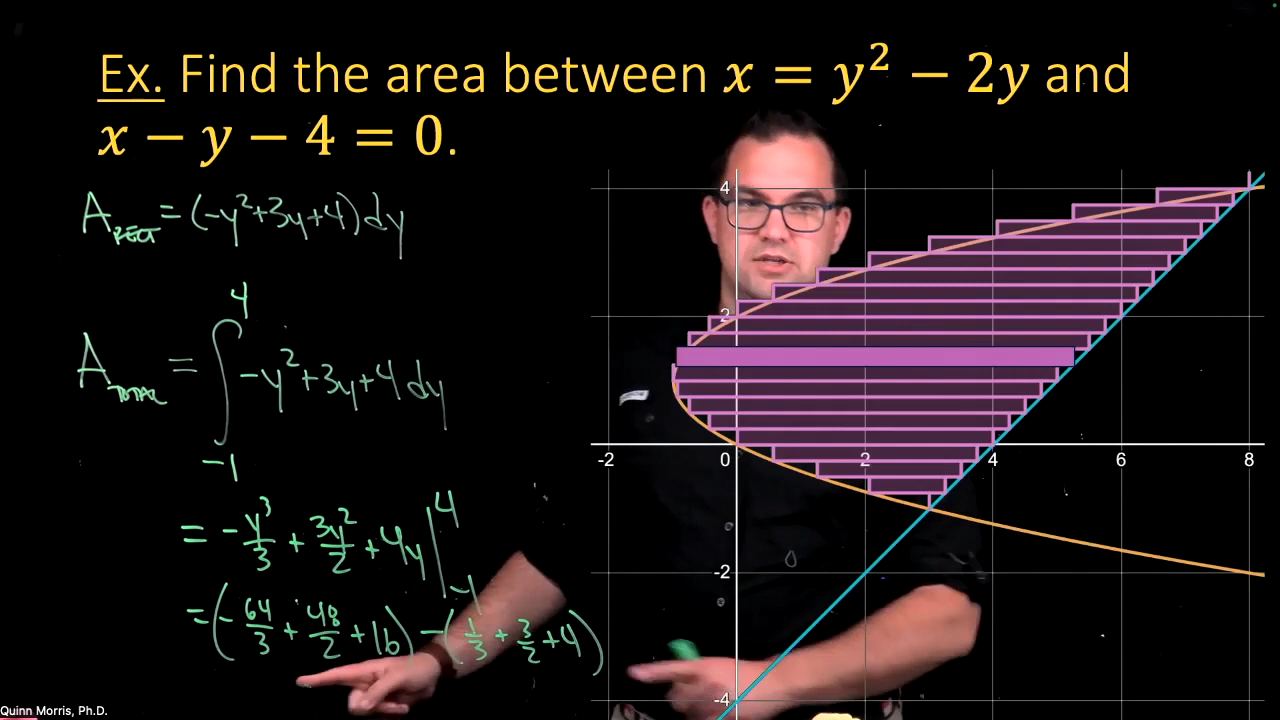 Ex. Find the area between x = y² − 2y and
x − y − 4 = 0.
A_RECT = (-y²+3y+4)dy
A_TOTAL = ∫_{-1}^{4} -y²+3y+4 dy
= -y³/3 + 3y²/2 + 4y |_{-1}^{4}
= (-64/3 + 48/2 + 16) - (1/3 + 3/2 + 4)
4
2
-2 0 2 4 6 8
-2
-4
Quinn Morris, Ph.D.